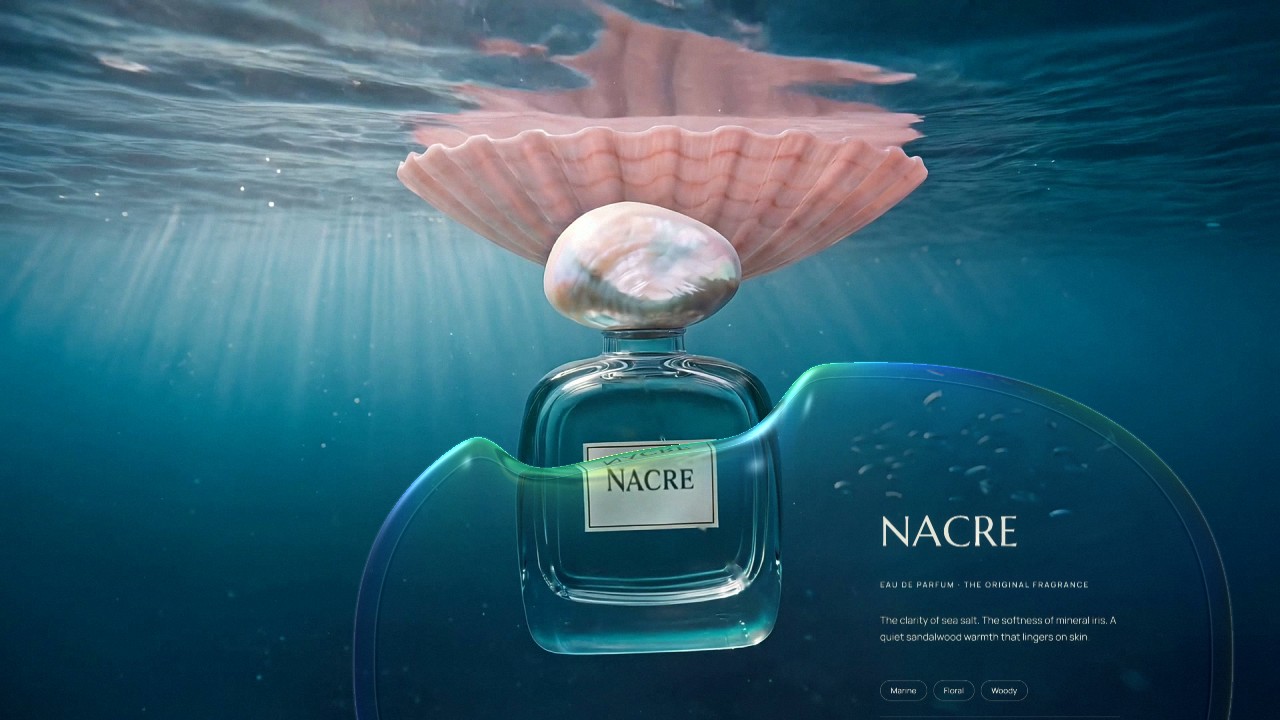 NACRE
NACRE
EAU DE PARFUM · THE ORIGINAL FRAGRANCE
The clarity of sea salt. The softness of mineral iris. A
quiet sandalwood warmth that lingers on skin
Marine
Floral
Woody